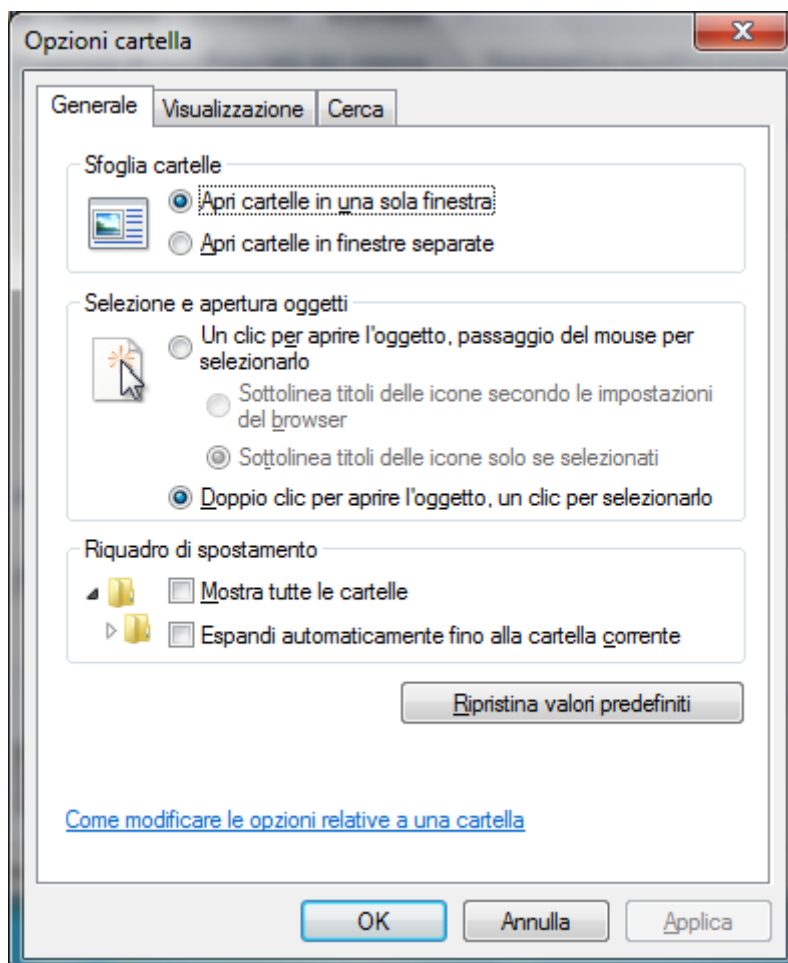 Opzioni cartella
Generale
Visualizzazione
Cerca
Sfoglia cartelle
Apri cartelle in una sola finestra
Apri cartelle in finestre separate
Selezione e apertura oggetti
Un clic per aprire l'oggetto, passaggio del mouse per
selezionarlo
Sottolinea titoli delle icone secondo le impostazioni
del browser
Sottolinea titoli delle icone solo se selezionati
Doppio clic per aprire l'oggetto, un clic per selezionarlo
Riquadro di spostamento
Mostra tutte le cartelle
Espandi automaticamente fino alla cartella corrente
Ripristina valori predefiniti
Come modificare le opzioni relative a una cartella
OK
Annulla
Applica